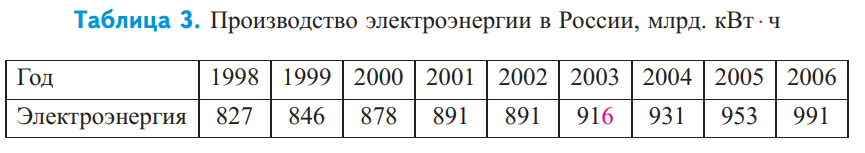 Таблица 3. Производство электроэнергии в России, млрд. кВт · ч
Год 1998 1999 2000 2001 2002 2003 2004 2005 2006
Электроэнергия 827 846 878 891 891 916 931 953 991